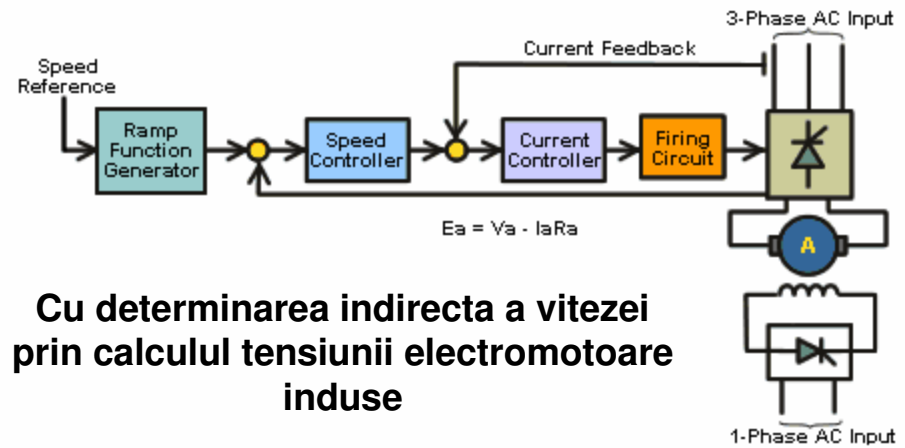 3-Phase AC Input
Current Feedback
Speed
Reference
Ramp
Function
Generator
Speed
Controller
Current
Controller
Firing
Circuit
Ea = Va - IaRa
A
Cu determinarea indirecta a vitezei
prin calculul tensiunii electromotoare
induse
1-Phase AC Input